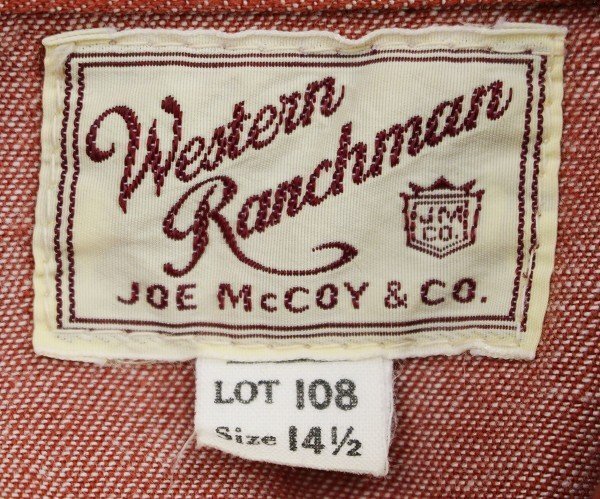 Western
Ranchman
JM
CO.
JOE McCOY & CO.
LOT 108
Size 14½